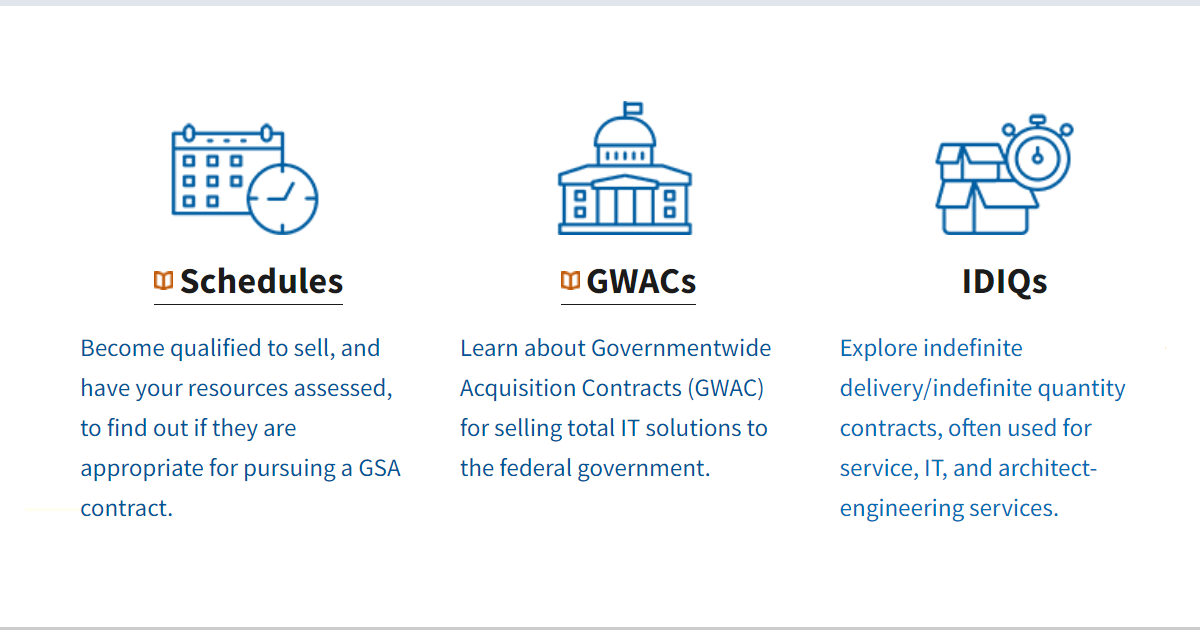 Schedules
Become qualified to sell, and
have your resources assessed,
to find out if they are
appropriate for pursuing a GSA
contract.
GWACs
Learn about Governmentwide
Acquisition Contracts (GWAC)
for selling total IT solutions to
the federal government.
IDIQs
Explore indefinite
delivery/indefinite quantity
contracts, often used for
service, IT, and architect-
engineering services.